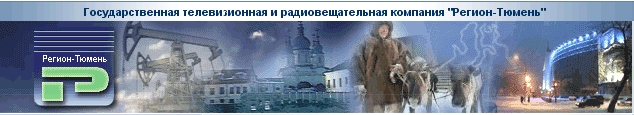 Государственная телевизионная и радиовещательная компания "Регион-Тюмень"
Регион-Тюмень
Р